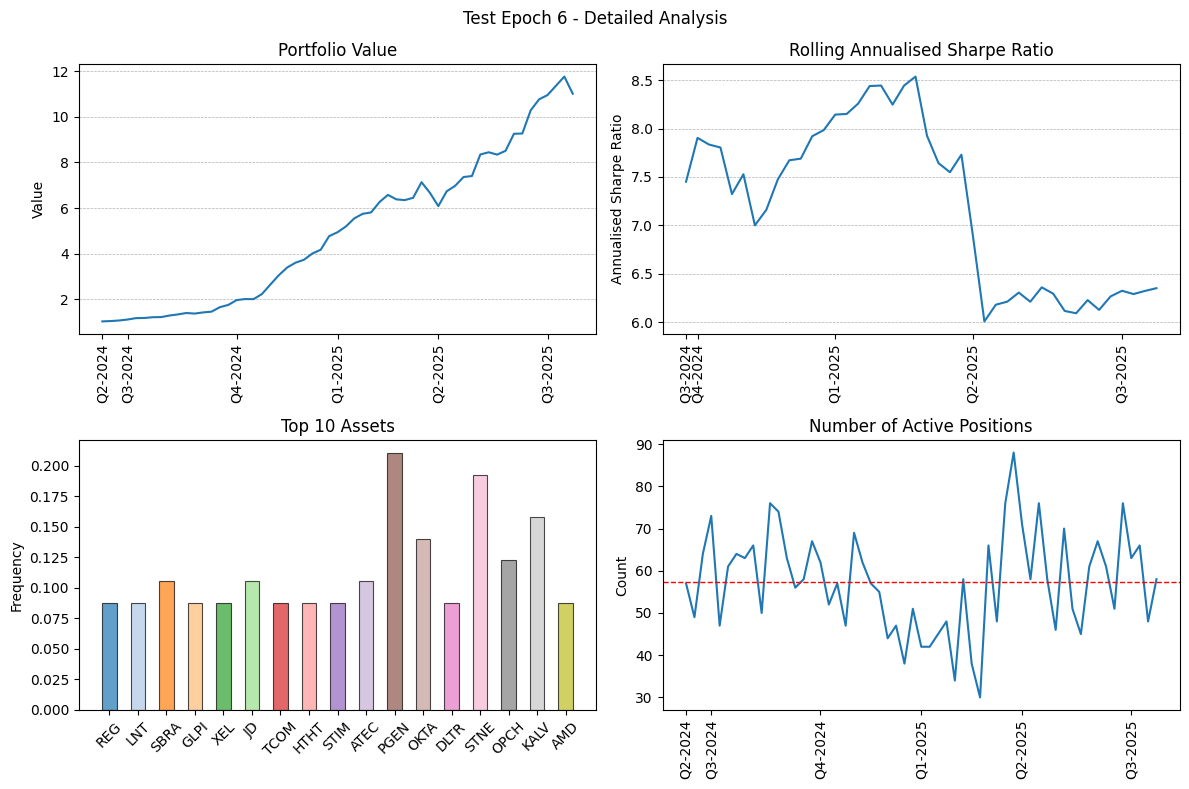 Test Epoch 6 - Detailed Analysis
Portfolio Value
Value
12
10
8
6
4
2
Q2-2024
Q3-2024
Q4-2024
Q1-2025
Q2-2025
Q3-2025
Rolling Annualised Sharpe Ratio
Annualised Sharpe Ratio
8.5
8.0
7.5
7.0
6.5
6.0
Q3-2024
Q4-2024
Q1-2025
Q2-2025
Q3-2025
Top 10 Assets
Frequency
0.200
0.175
0.150
0.125
0.100
0.075
0.050
0.025
0.000
REG
LNT
SBRA
GLPI
XEL
JD
TCOM
HTHT
STIM
ATEC
PGEN
OKTA
DLTR
STNE
OPCH
KALV
AMD
Number of Active Positions
Count
90
80
70
60
50
40
30
Q2-2024
Q3-2024
Q4-2024
Q1-2025
Q2-2025
Q3-2025